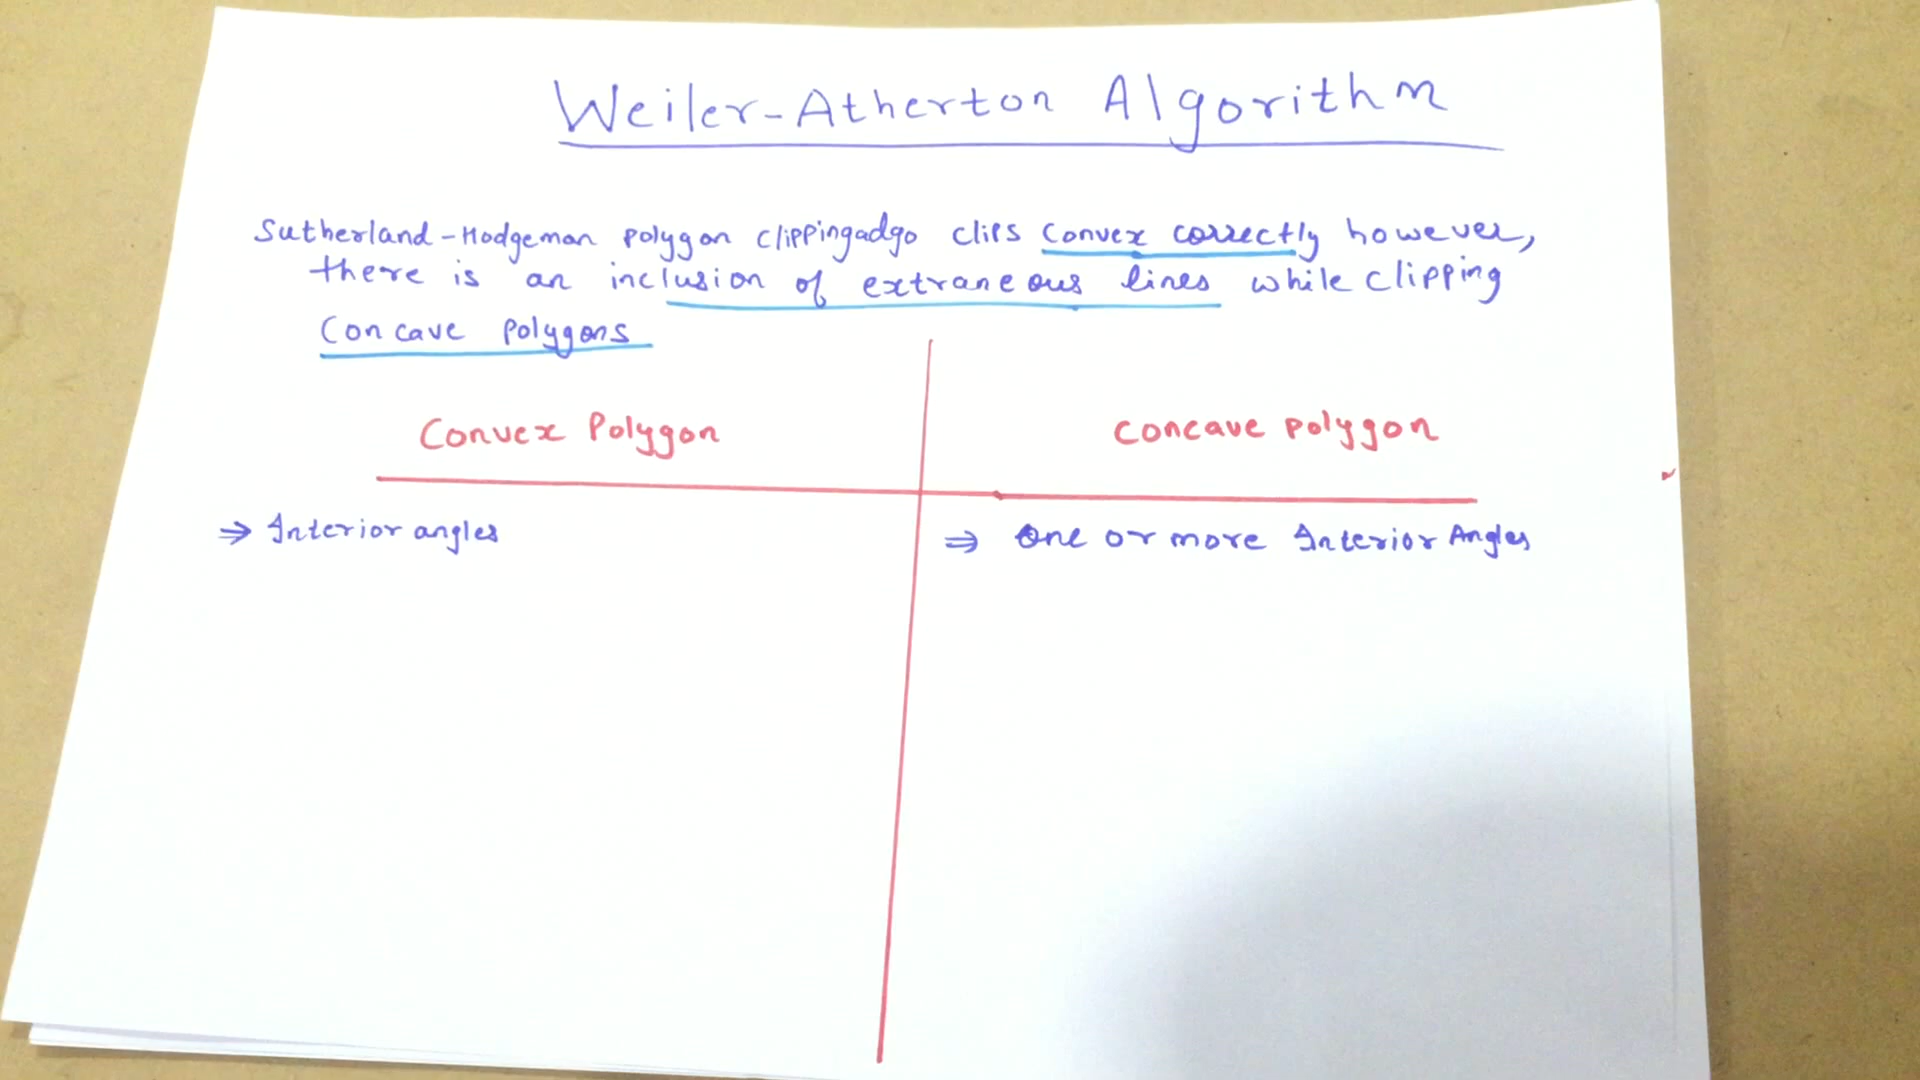 Weiler-Atherton Algorithm
Sutherland-Hodgeman polygon clippingadgo clips convex correctly however,
there is an inclusion of extraneous lines while clipping
Concave polygons
Convex Polygon
Concave polygon
⇒ Interior angles
⇒ One or more Interior Angles